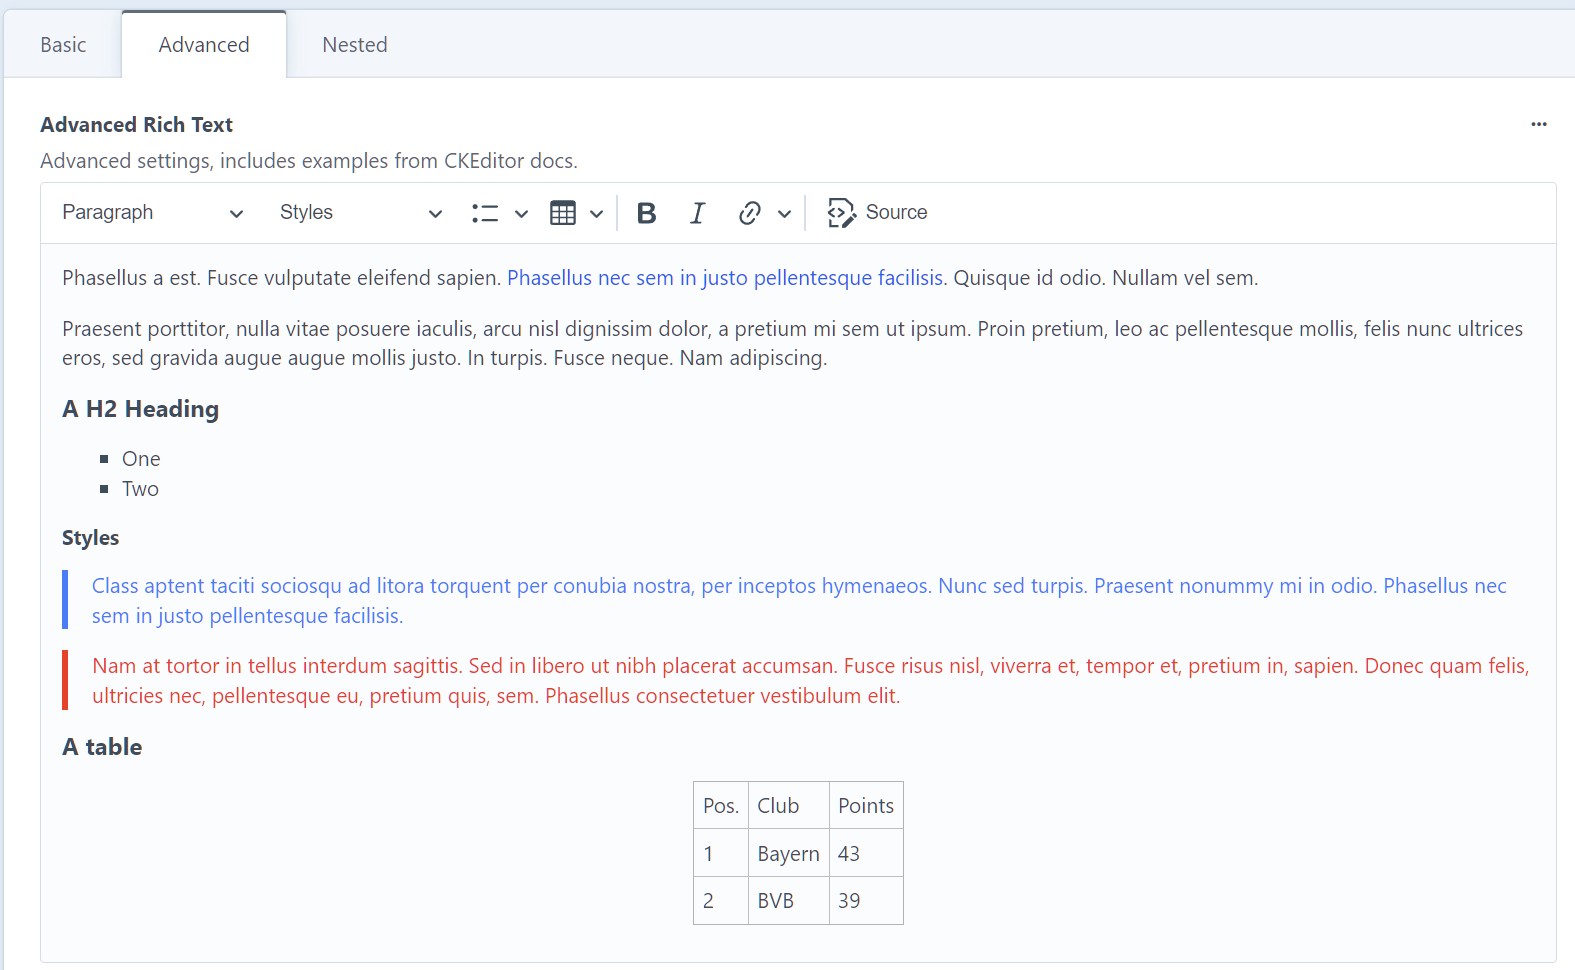 Basic
Advanced
Nested
Advanced Rich Text
Advanced settings, includes examples from CKEditor docs.
Paragraph
Styles
B
I
Source
Phasellus a est. Fusce vulputate eleifend sapien. Phasellus nec sem in justo pellentesque facilisis. Quisque id odio. Nullam vel sem.
Praesent porttitor, nulla vitae posuere iaculis, arcu nisl dignissim dolor, a pretium mi sem ut ipsum. Proin pretium, leo ac pellentesque mollis, felis nunc ultrices
eros, sed gravida augue augue mollis justo. In turpis. Fusce neque. Nam adipiscing.
A H2 Heading
One
Two
Styles
Class aptent taciti sociosqu ad litora torquent per conubia nostra, per inceptos hymenaeos. Nunc sed turpis. Praesent nonummy mi in odio. Phasellus nec
sem in justo pellentesque facilisis.
Nam at tortor in tellus interdum sagittis. Sed in libero ut nibh placerat accumsan. Fusce risus nisl, viverra et, tempor et, pretium in, sapien. Donec quam felis,
ultricies nec, pellentesque eu, pretium quis, sem. Phasellus consectetuer vestibulum elit.
A table
Pos. Club Points
1 Bayern 43
2 BVB 39